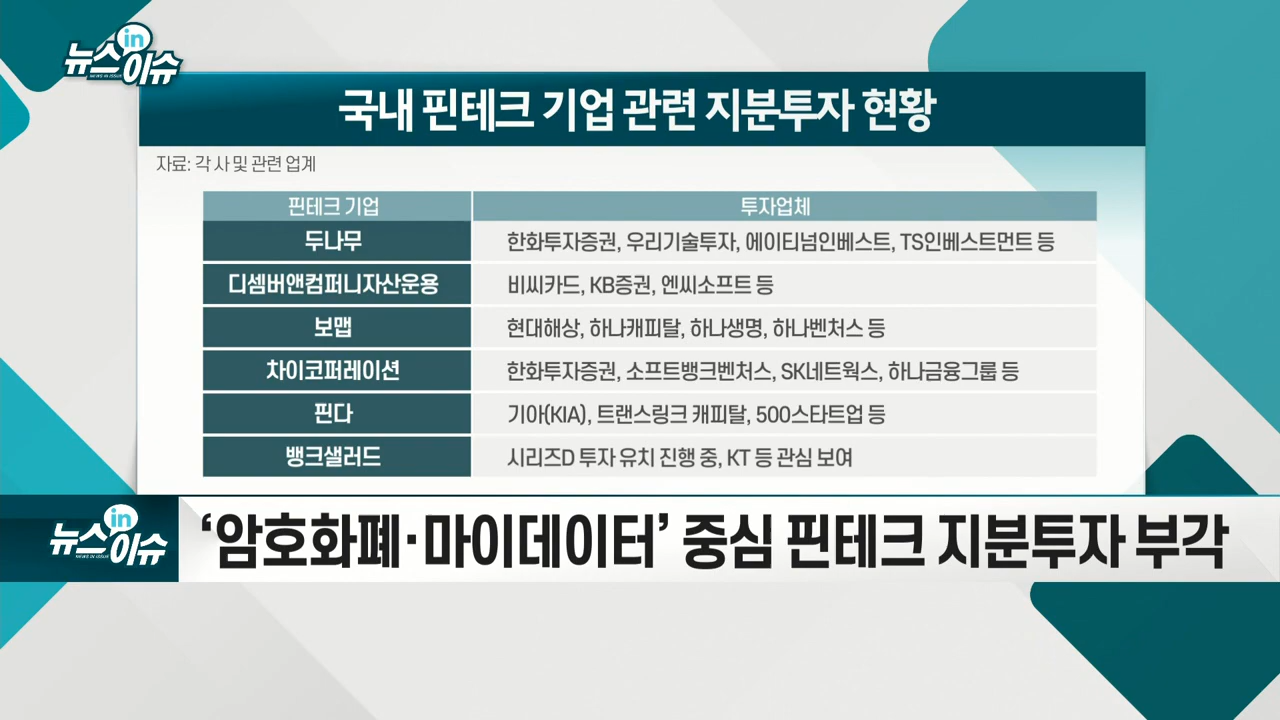 뉴스in이슈
NEWS IN ISSUE
국내 핀테크 기업 관련 지분투자 현황
자료: 각 사 및 관련 업계
핀테크 기업 투자업체
두나무 한화투자증권, 우리기술투자, 에이티넘인베스트, TS인베스트먼트 등
디셈버앤컴퍼니자산운용 비씨카드, KB증권, 엔씨소프트 등
보맵 현대해상, 하나캐피탈, 하나생명, 하나벤처스 등
차이코퍼레이션 한화투자증권, 소프트뱅크벤처스, SK네트웍스, 하나금융그룹 등
핀다 기아(KIA), 트랜스링크 캐피탈, 500스타트업 등
뱅크샐러드 시리즈D 투자 유치 진행 중, KT 등 관심 보여
뉴스in이슈
NEWS IN ISSUE
‘암호화폐·마이데이터’ 중심 핀테크 지분투자 부각